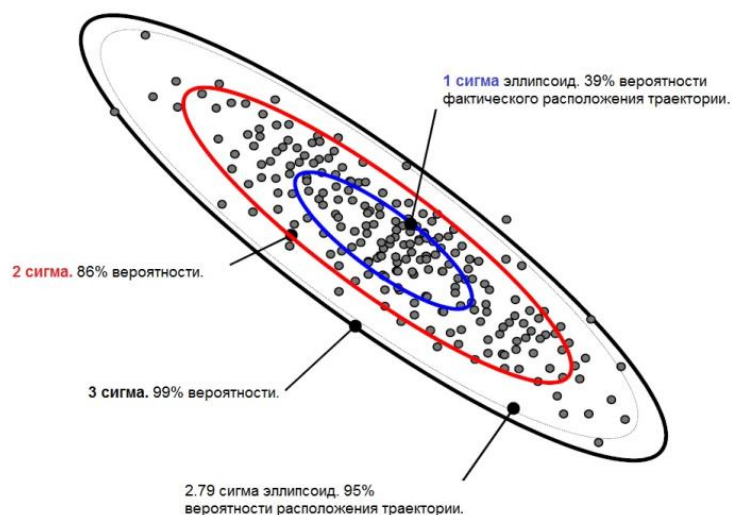 1 сигма эллипсоид. 39% вероятности
фактического расположения траектории.
2 сигма. 86% вероятности.
3 сигма. 99% вероятности.
2.79 сигма эллипсоид. 95%
вероятности расположения траектории.